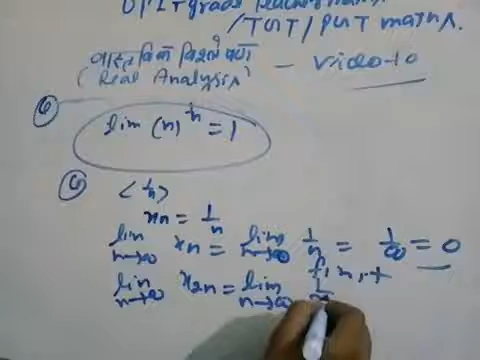 /TGT/PGT maths.
वास्तविक विश्लेषण
(Real Analysis) — Video-10
⑥
lim (n)^{1/n} = 1
⑥ <1/n>
xn = 1/n
lim n→∞ xn = lim n→∞ 1/n = 1/∞ = 0
lim n→∞ x2n = lim n→∞